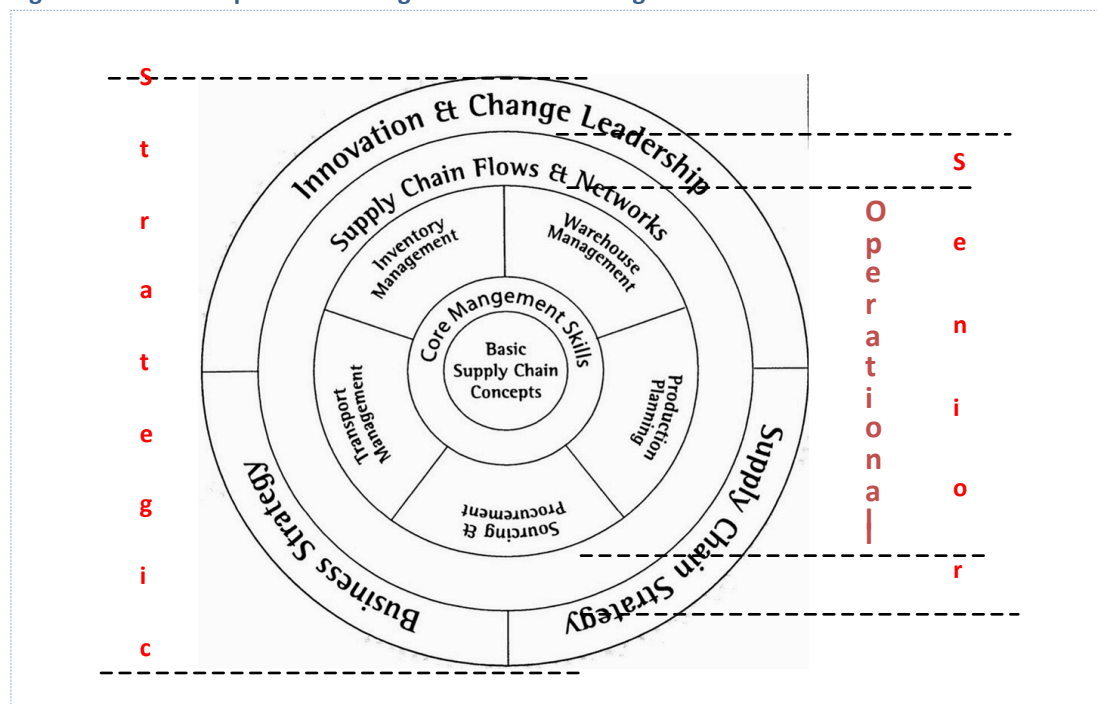 Innovation & Change Leadership
Supply Chain Flows & Networks
Inventory
Management
Warehouse
Management
Core Mangement Skills
Basic
Supply Chain
Concepts
Transport
Management
Production
Planning
Sourcing &
Procurement
Business Strategy
Supply Chain Strategy
Strategic
Operational
Senior